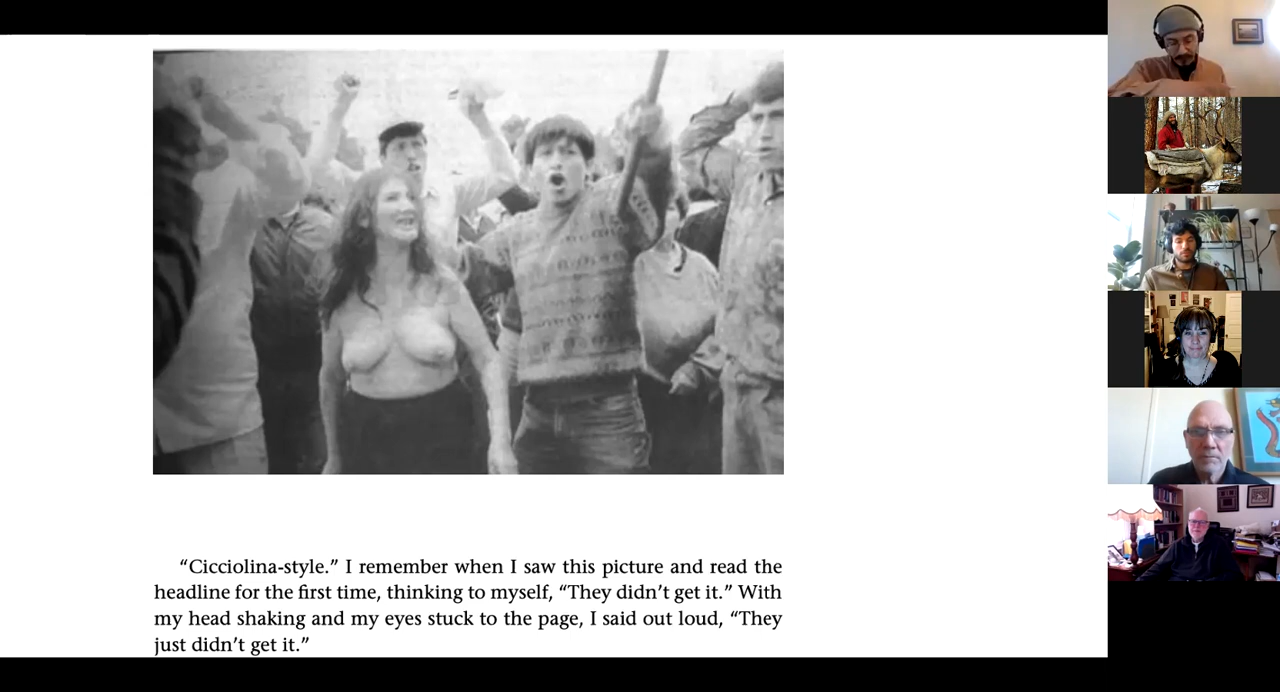 “Cicciolina-style.” I remember when I saw this picture and read the
headline for the first time, thinking to myself, “They didn’t get it.” With
my head shaking and my eyes stuck to the page, I said out loud, “They
just didn’t get it.”